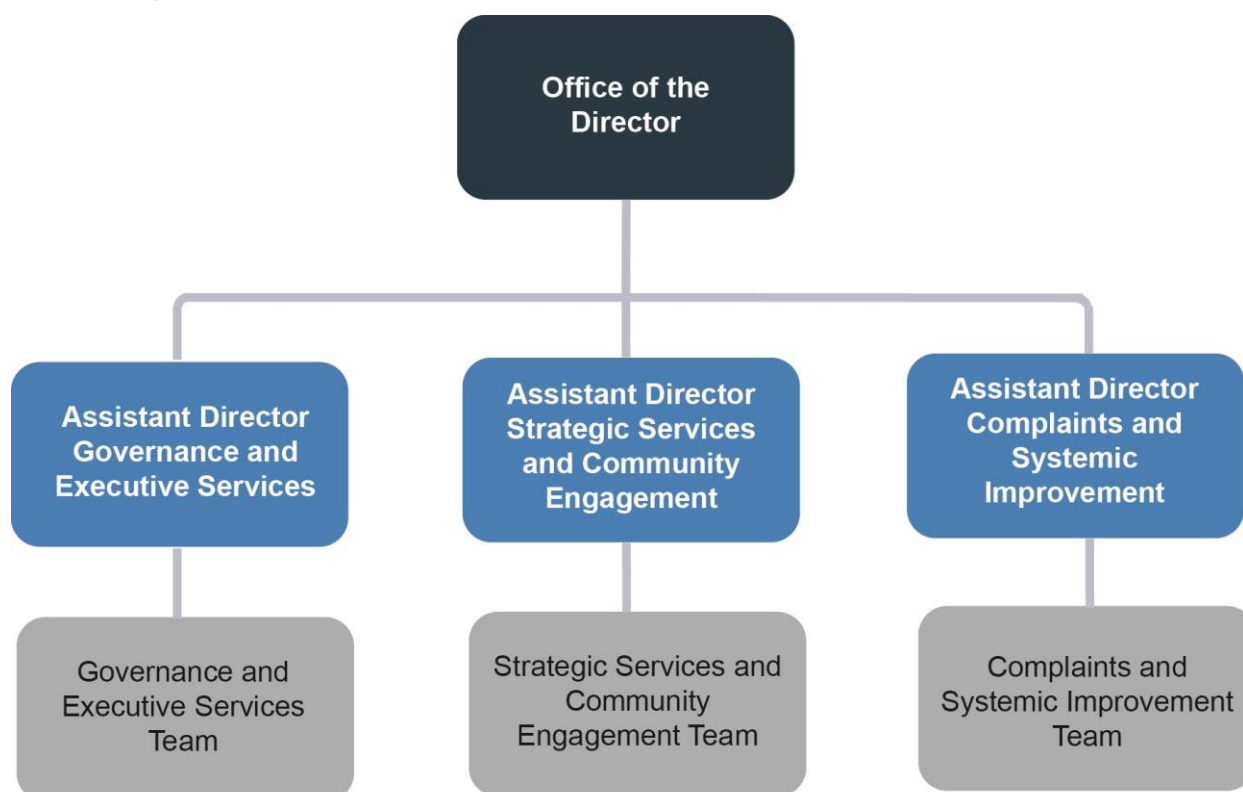 Office of the
Director
Assistant Director
Governance and
Executive Services
Assistant Director
Strategic Services
and Community
Engagement
Assistant Director
Complaints and
Systemic
Improvement
Governance and
Executive Services
Team
Strategic Services and
Community
Engagement Team
Complaints and
Systemic Improvement
Team